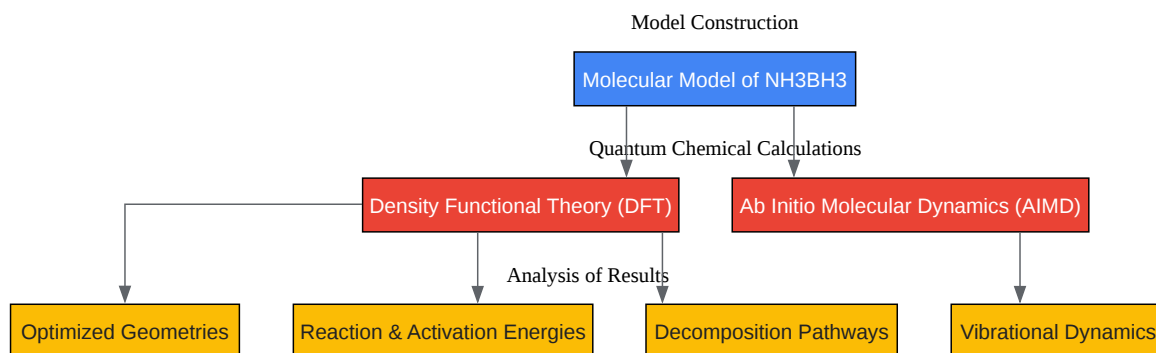 Model Construction
Molecular Model of NH3BH3
Quantum Chemical Calculations
Density Functional Theory (DFT)
Ab Initio Molecular Dynamics (AIMD)
Analysis of Results
Optimized Geometries
Reaction & Activation Energies
Decomposition Pathways
Vibrational Dynamics